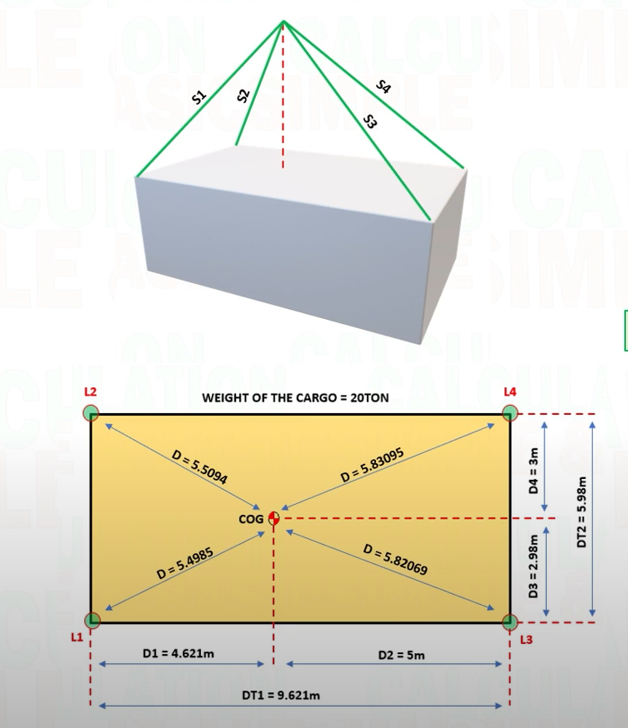 S1
S2
S3
S4
L2
WEIGHT OF THE CARGO = 20TON
L4
D = 5.5094
D = 5.83095
D4 = 3m
DT2 = 5.98m
COG
D = 5.4985
D = 5.82069
D3 = 2.98m
L1
L3
D1 = 4.621m
D2 = 5m
DT1 = 9.621m